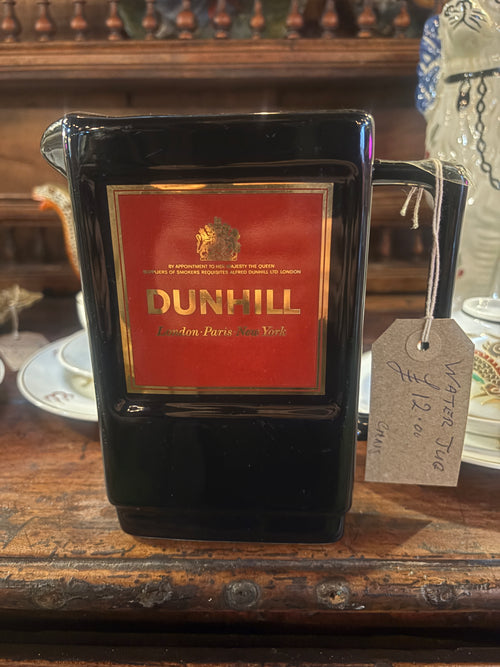 BY APPOINTMENT TO HER MAJESTY THE QUEEN
SUPPLIERS OF SMOKERS REQUISITES ALFRED DUNHILL LTD LONDON
DUNHILL
London·Paris·New York
WATER JUG
£12.00